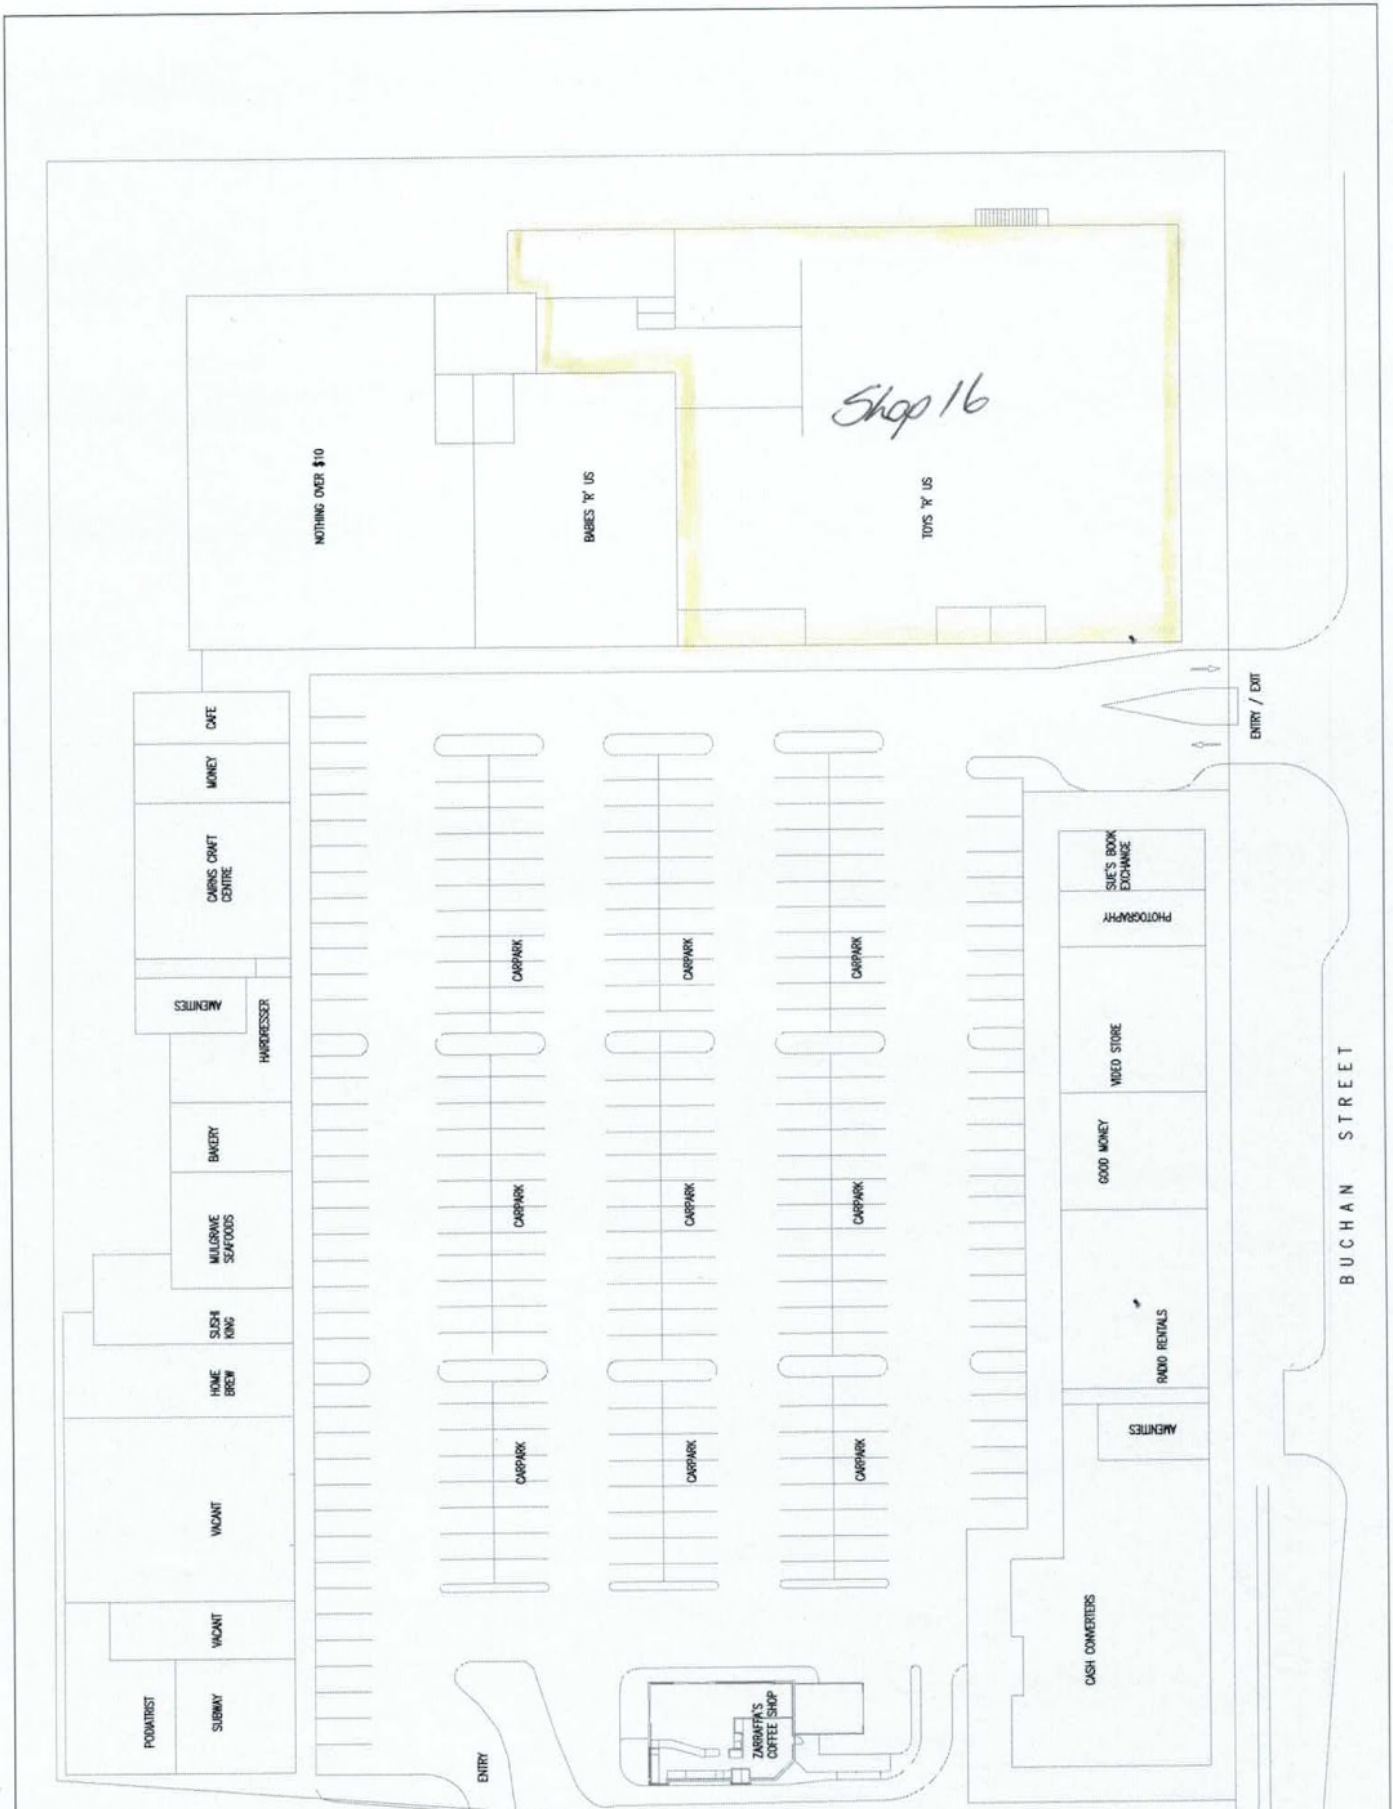 Shop 16
NOTHING OVER $10
BABIES 'R' US
TOYS 'R' US
CAFE
MONEY
CAIRNS CRAFT
CENTRE
AMENITIES
HAIRDRESSER
BAKERY
MULGRAVE
SEAFOODS
SUSHI
KING
HOME
BREW
VACANT
VACANT
PODIATRIST
SUBWAY
CARPARK
CARPARK
CARPARK
CARPARK
CARPARK
CARPARK
CARPARK
CARPARK
CARPARK
ENTRY / EXIT
SUE'S BOOK
EXCHANGE
PHOTOGRAPHY
VIDEO STORE
GOOD MONEY
RADIO RENTALS
AMENITIES
CASH CONVERTERS
ENTRY
ZARRAFFA'S
COFFEE SHOP
BUCHAN STREET